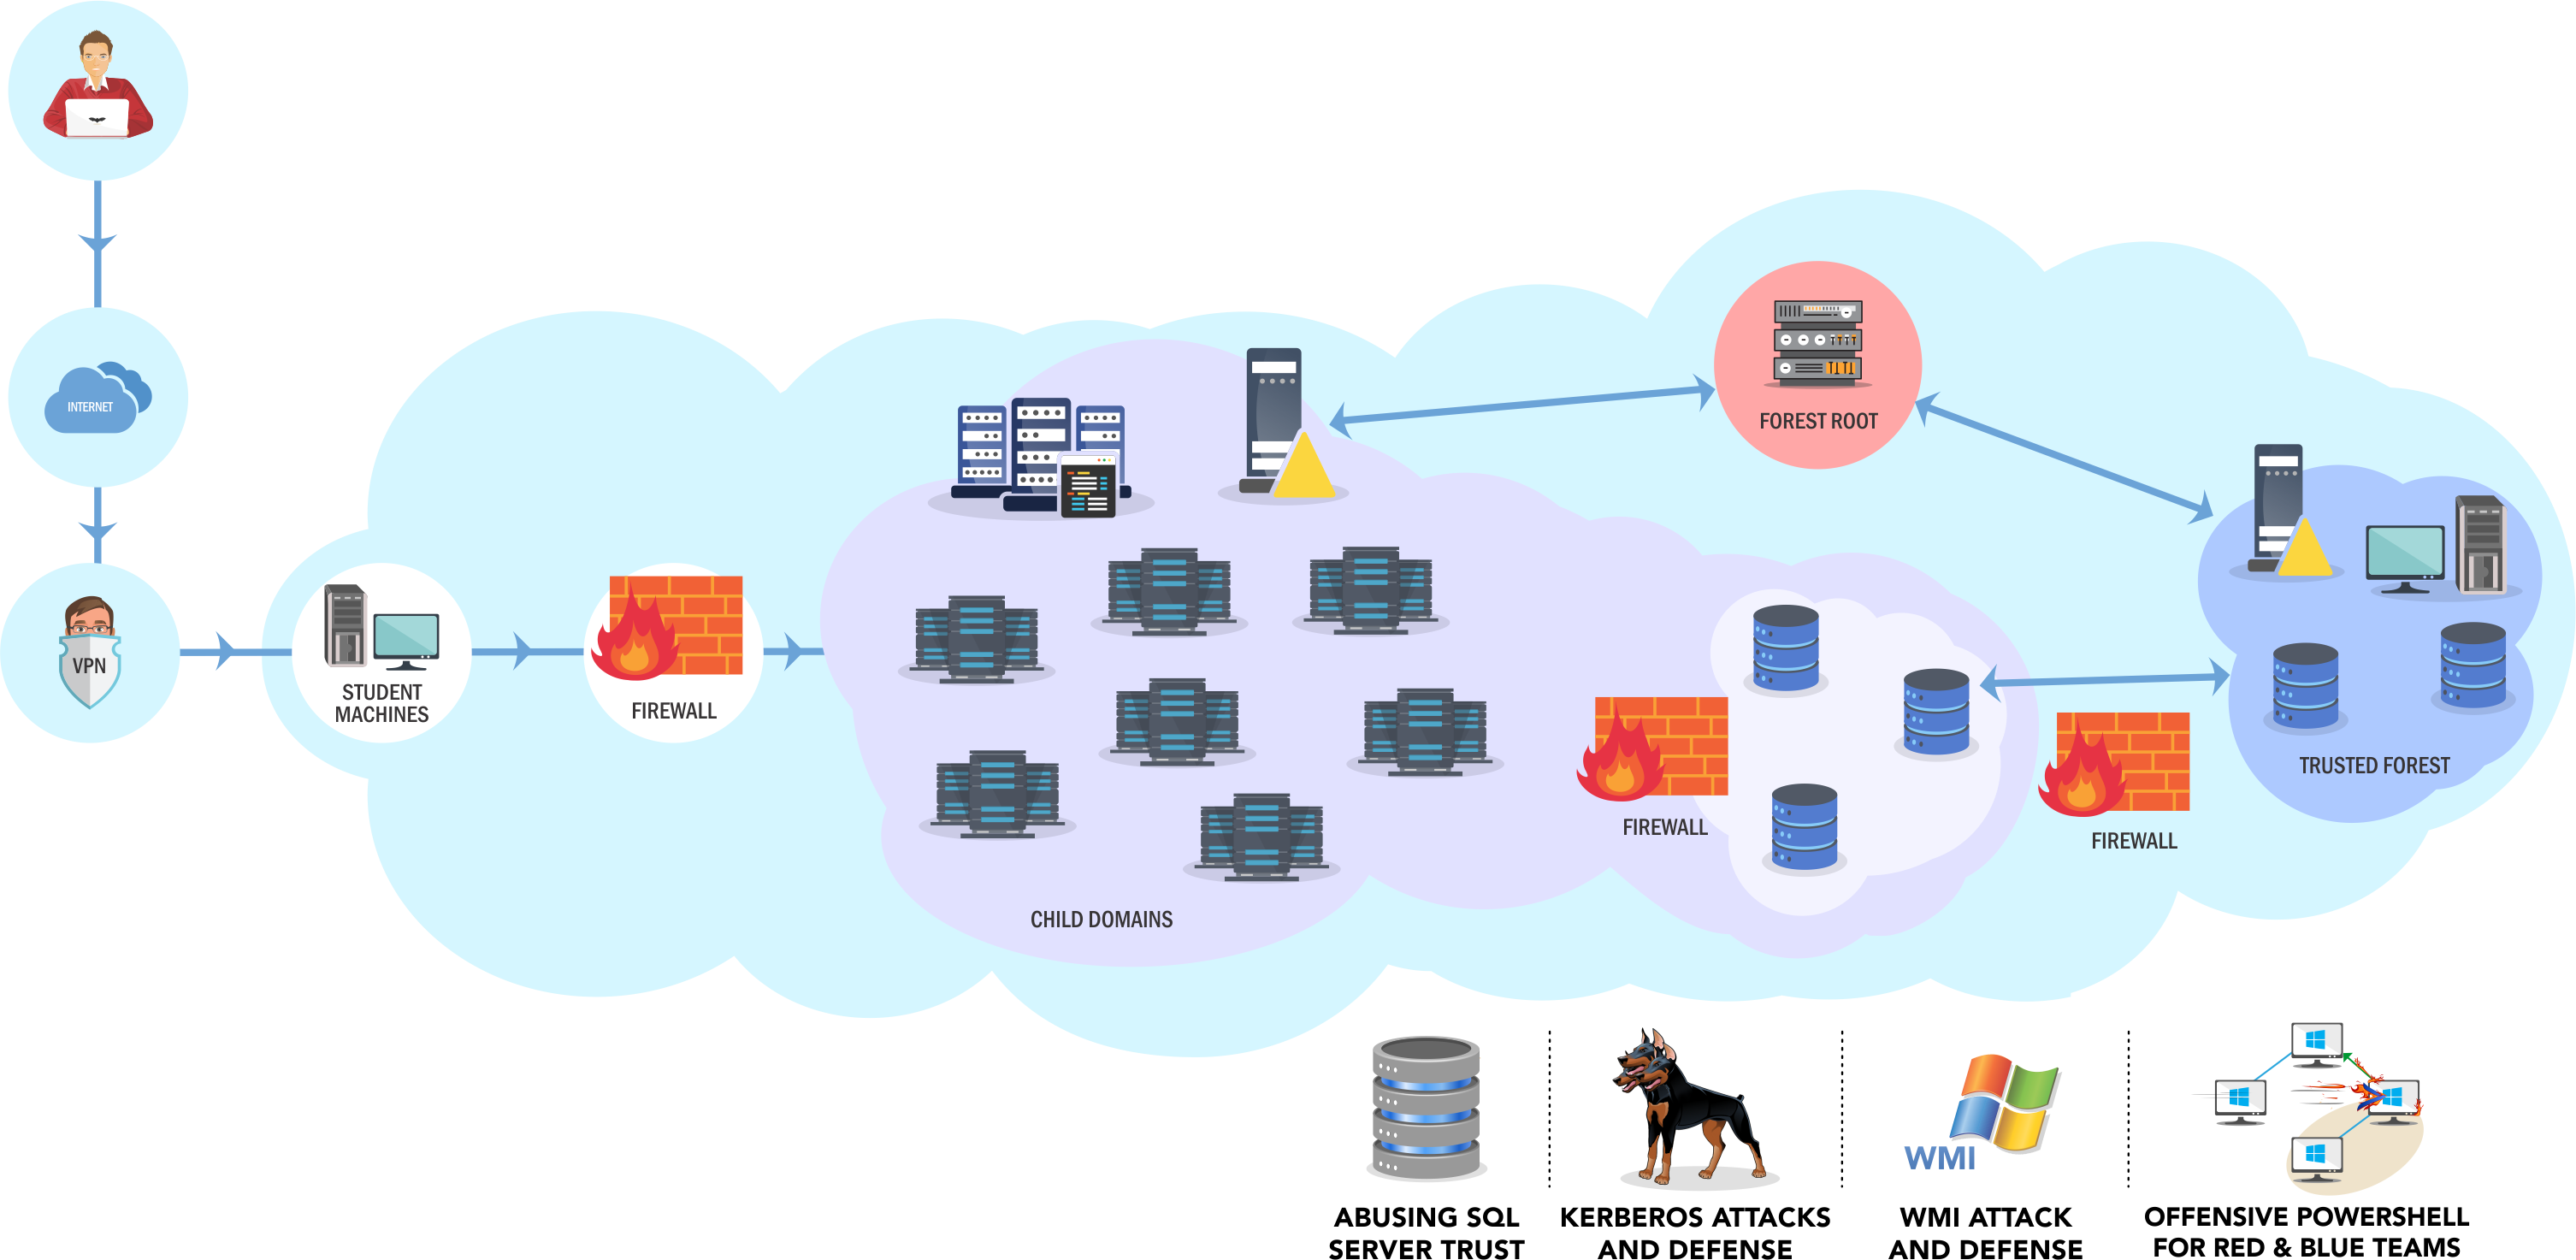 INTERNET
VPN
STUDENT
MACHINES
FIREWALL
CHILD DOMAINS
FOREST ROOT
FIREWALL
FIREWALL
TRUSTED FOREST
WMI
ABUSING SQL
SERVER TRUST
KERBEROS ATTACKS
AND DEFENSE
WMI ATTACK
AND DEFENSE
OFFENSIVE POWERSHELL
FOR RED & BLUE TEAMS